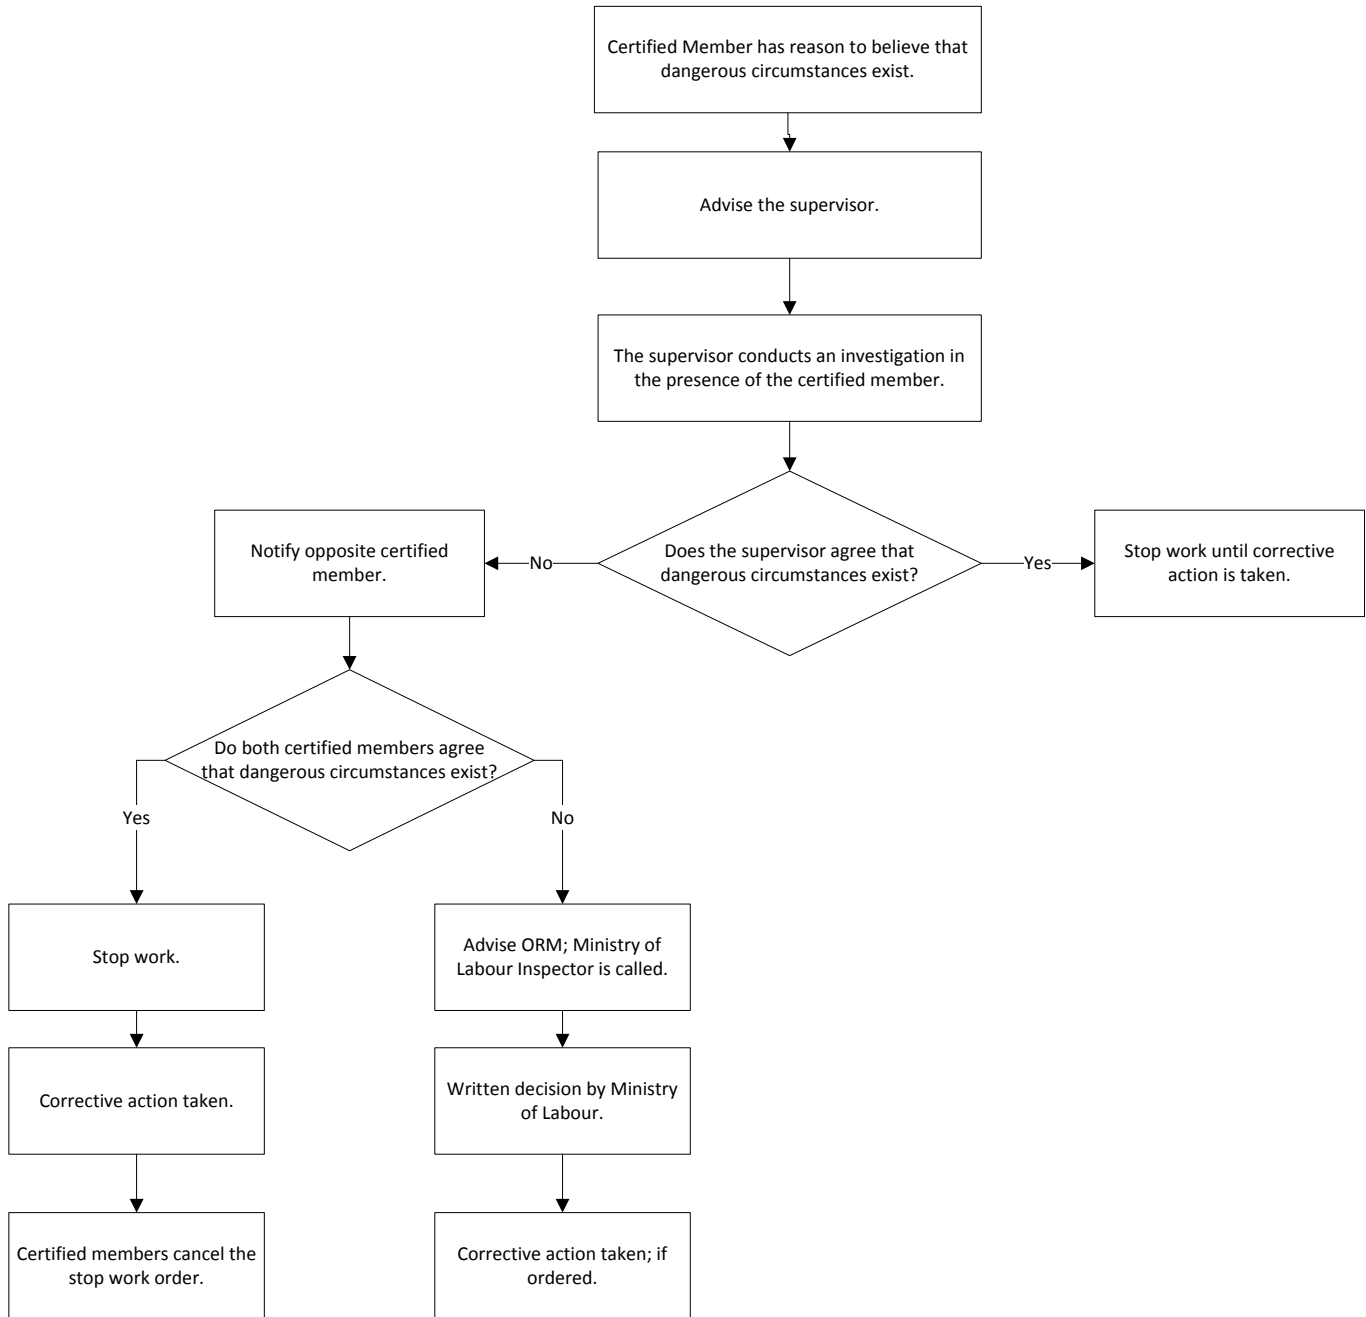 Certified Member has reason to believe that
dangerous circumstances exist.
Advise the supervisor.
The supervisor conducts an investigation in
the presence of the certified member.
Does the supervisor agree that
dangerous circumstances exist?
No
Yes
Notify opposite certified
member.
Stop work until corrective
action is taken.
Do both certified members agree
that dangerous circumstances exist?
Yes
No
Stop work.
Advise ORM; Ministry of
Labour Inspector is called.
Corrective action taken.
Written decision by Ministry
of Labour.
Certified members cancel the
stop work order.
Corrective action taken; if
ordered.